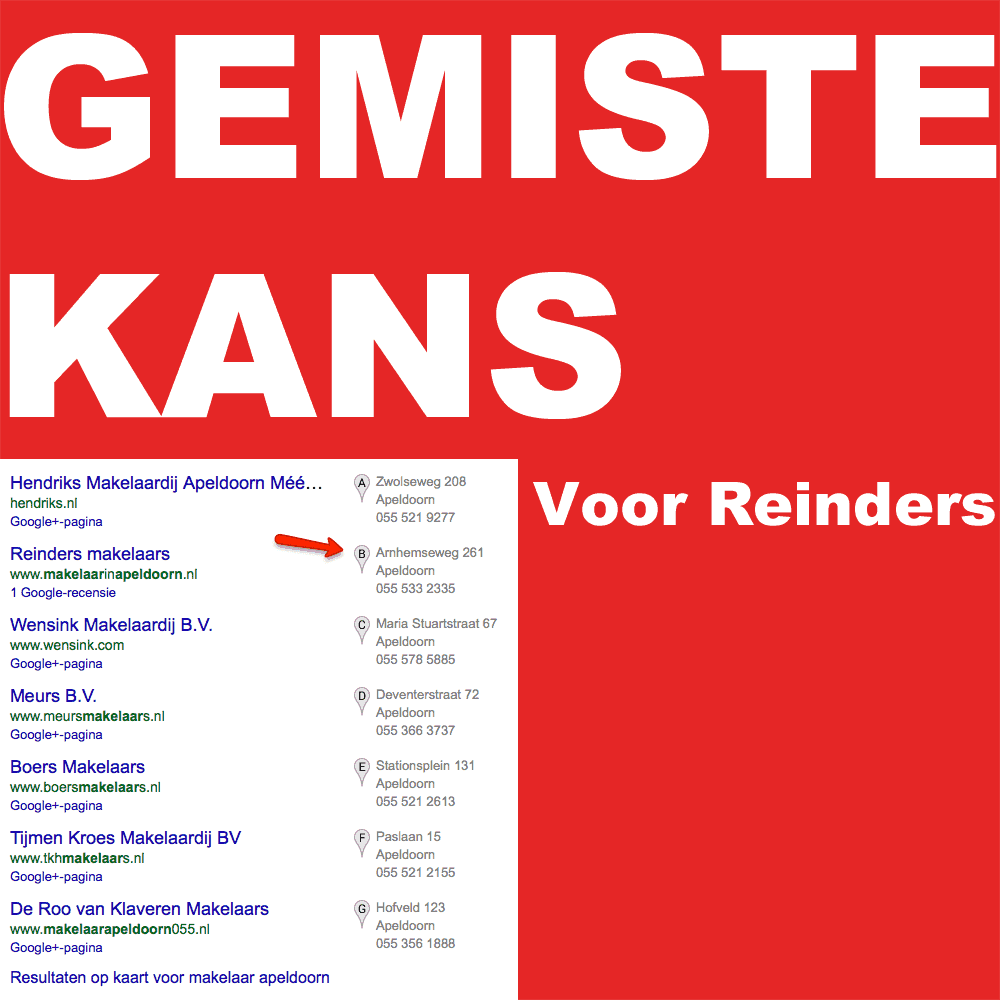 GEMISTE
KANS
Voor Reinders
Hendriks Makelaardij Apeldoorn Méé...
hendriks.nl
Google+-pagina
A Zwolseweg 208
Apeldoorn
055 521 9277
Reinders makelaars
www.makelaarinapeldoorn.nl
1 Google-recensie
B Arnhemseweg 261
Apeldoorn
055 533 2335
Wensink Makelaardij B.V.
www.wensink.com
Google+-pagina
C Maria Stuartstraat 67
Apeldoorn
055 578 5885
Meurs B.V.
www.meursmakelaars.nl
Google+-pagina
D Deventerstraat 72
Apeldoorn
055 366 3737
Boers Makelaars
www.boersmakelaars.nl
Google+-pagina
E Stationsplein 131
Apeldoorn
055 521 2613
Tijmen Kroes Makelaardij BV
www.tkhmakelaars.nl
Google+-pagina
F Paslaan 15
Apeldoorn
055 521 2155
De Roo van Klaveren Makelaars
www.makelaarapeldoorn055.nl
Google+-pagina
G Hofveld 123
Apeldoorn
055 356 1888
Resultaten op kaart voor makelaar apeldoorn